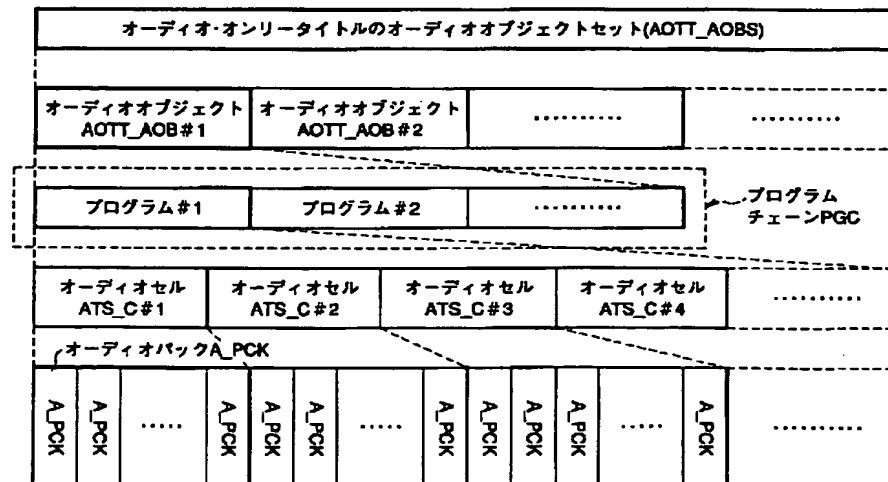 オーディオ·オンリータイトルのオーディオオブジェクトセット(AOTT_AOBS)
オーディオオブジェクト
AOTT_AOB#1
オーディオオブジェクト
AOTT_AOB#2
··········
··········
プログラム#1
プログラム#2
··········
プログラム
チェーンPGC
オーディオセル
ATS_C#1
オーディオセル
ATS_C#2
オーディオセル
ATS_C#3
オーディオセル
ATS_C#4
··········
オーディオパックA_PCK
A_PCK
A_PCK
·····
A_PCK
A_PCK
A_PCK
·····
A_PCK
A_PCK
A_PCK
A_PCK
·····
A_PCK
··········